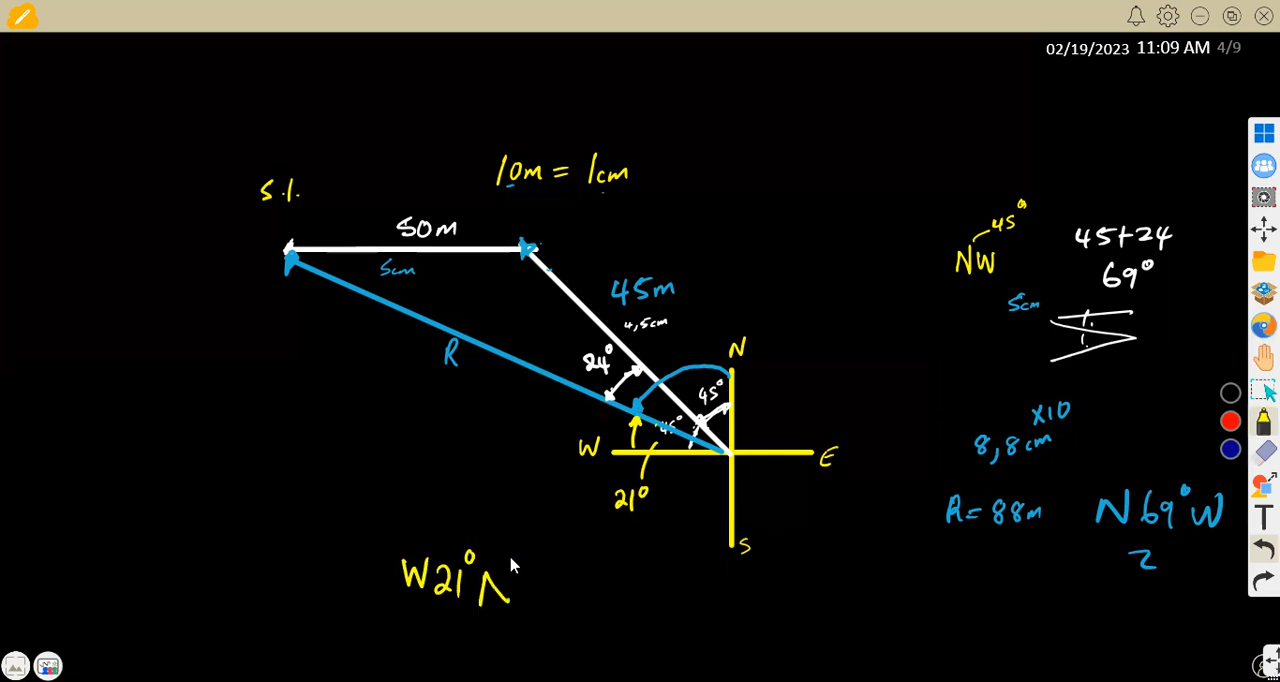 02/19/2023 11:09 AM 4/9
10m = 1cm
S.I.
50m
5cm
45m
4,5cm
R
24°
45°
45°
N
W
E
S
21°
W21°N
NW 45°
45+24
69°
5cm
x10
8,8cm
R = 88m
N69°W
T